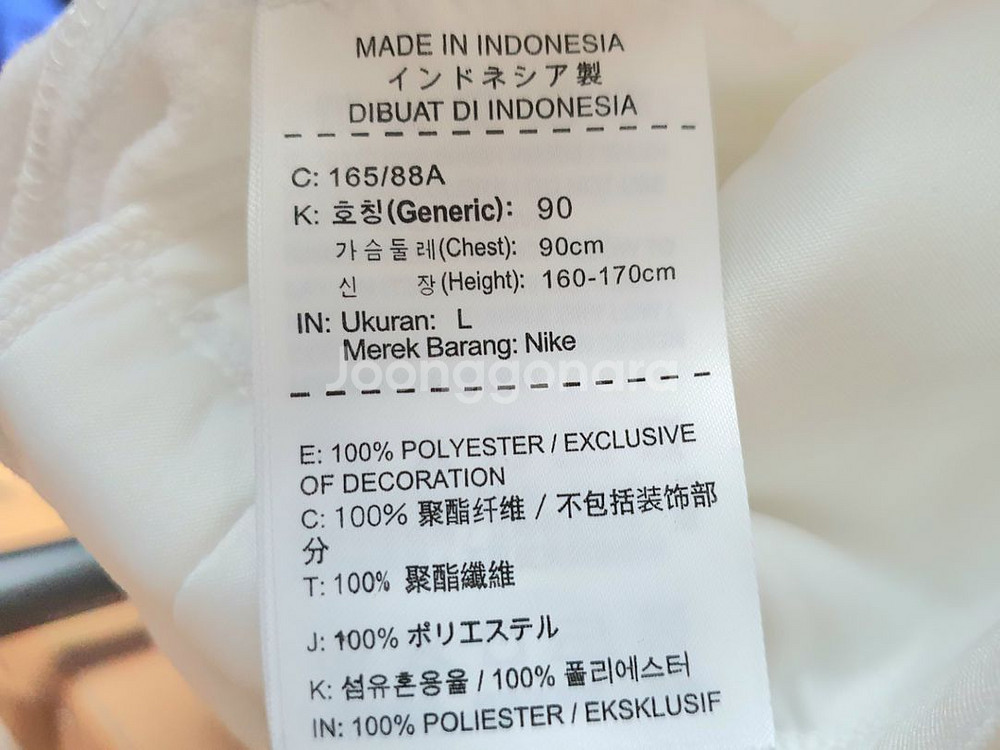 MADE IN INDONESIA
インドネシア製
DIBUAT DI INDONESIA
C: 165/88A
K: 호칭(Generic): 90
가슴둘레(Chest): 90cm
신 장(Height): 160-170cm
IN: Ukuran: L
Merek Barang: Nike
Joonggonara
E: 100% POLYESTER / EXCLUSIVE
OF DECORATION
C: 100% 聚酯纤维 / 不包括装饰部
分
T: 100% 聚酯纖維
J: 100% ポリエステル
K: 섬유혼용율 / 100% 폴리에스터
IN: 100% POLIESTER / EKSKLUSIF